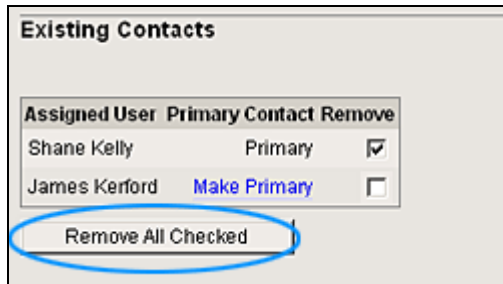 Existing Contacts
Assigned User Primary Contact Remove
Shane Kelly Primary
James Kerford Make Primary
Remove All Checked